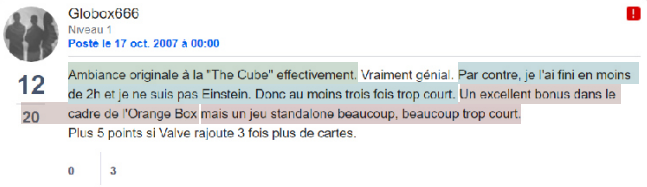 Globox666
Niveau 1
Posté le 17 oct. 2007 à 00:00
12
20
Ambiance originale à la "The Cube" effectivement. Vraiment génial. Par contre, je l'ai fini en moins
de 2h et je ne suis pas Einstein. Donc au moins trois fois trop court. Un excellent bonus dans le
cadre de l'Orange Box mais un jeu standalone beaucoup, beaucoup trop court.
Plus 5 points si Valve rajoute 3 fois plus de cartes.
0 3